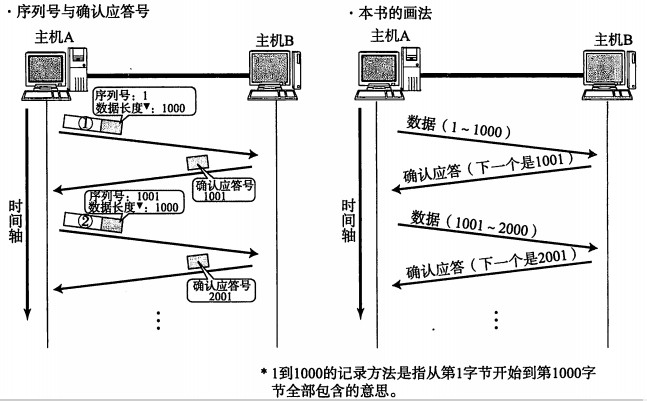 ·序列号与确认应答号
主机A
主机B
序列号：1
数据长度▼：1000
①
确认应答号
1001
序列号：1001
数据长度▼：1000
②
确认应答号
2001
时间轴
·本书的画法
主机A
主机B
数据（1～1000）
确认应答（下一个是1001）
数据（1001～2000）
确认应答（下一个是2001）
时间轴
* 1到1000的记录方法是指从第1字节开始到第1000字
节全部包含的意思。